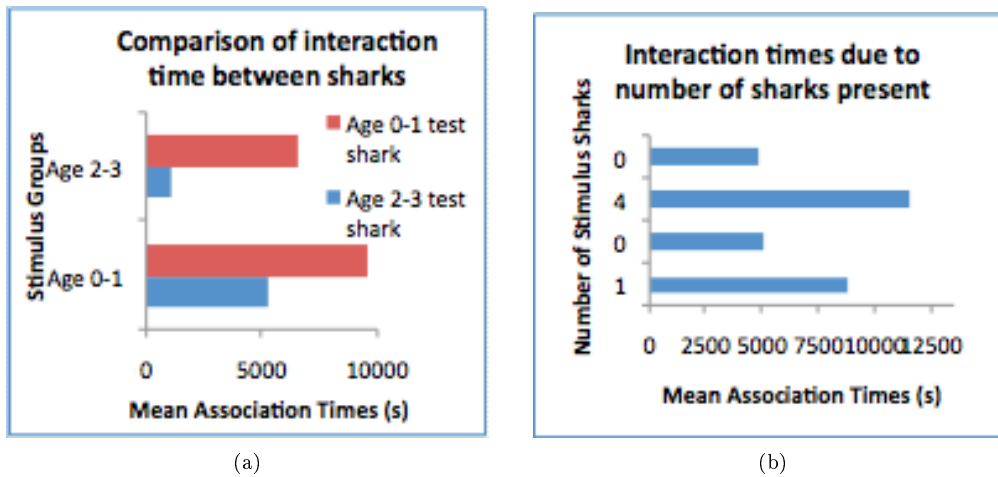 Comparison of interaction
time between sharks
Age 0-1 test
shark
Age 2-3 test
shark
Stimulus Groups
Age 2-3
Age 0-1
0 5000 10000
Mean Association Times (s)
(a)
Interaction times due to
number of sharks present
Number of Stimulus Sharks
0
4
0
1
0 2500 5000 7500 10000 12500
Mean Association Times (s)
(b)